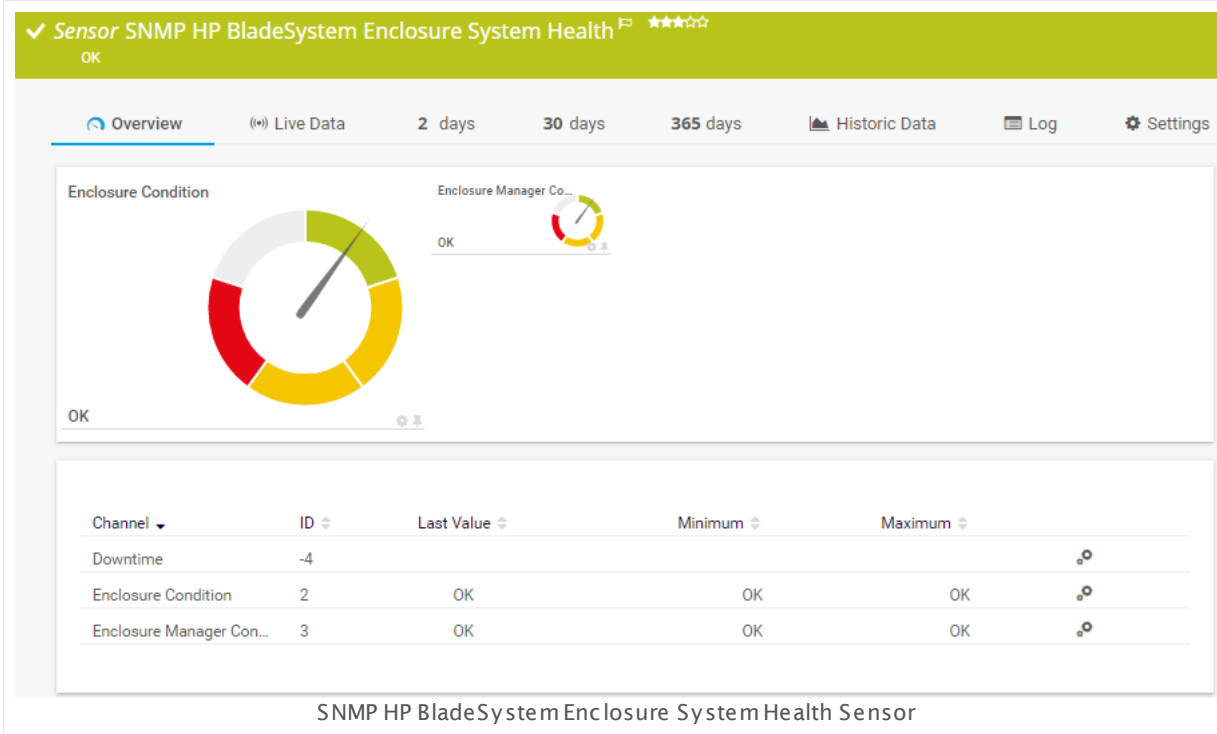 Sensor SNMP HP BladeSystem Enclosure System Health
OK
Overview Live Data 2 days 30 days 365 days Historic Data Log Settings
Enclosure Condition
OK
Enclosure Manager Co...
OK
Channel ID Last Value Minimum Maximum
Downtime -4
Enclosure Condition 2 OK OK OK
Enclosure Manager Con... 3 OK OK OK
SNMP HP BladeSystem Enclosure System Health Sensor